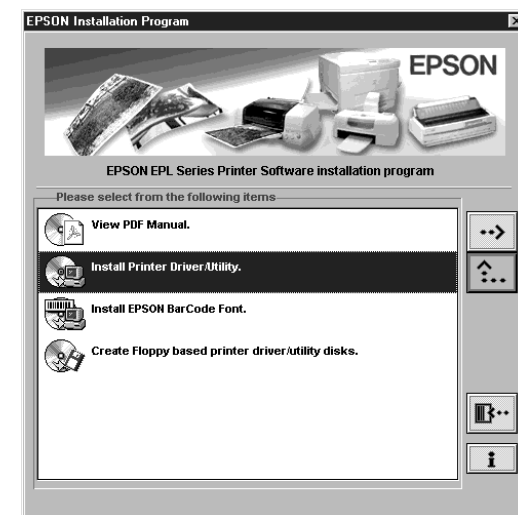 EPSON Installation Program
EPSON
EPSON EPL Series Printer Software installation program
Please select from the following items
View PDF Manual.
Install Printer Driver/Utility.
Install EPSON BarCode Font.
Create Floppy based printer driver/utility disks.